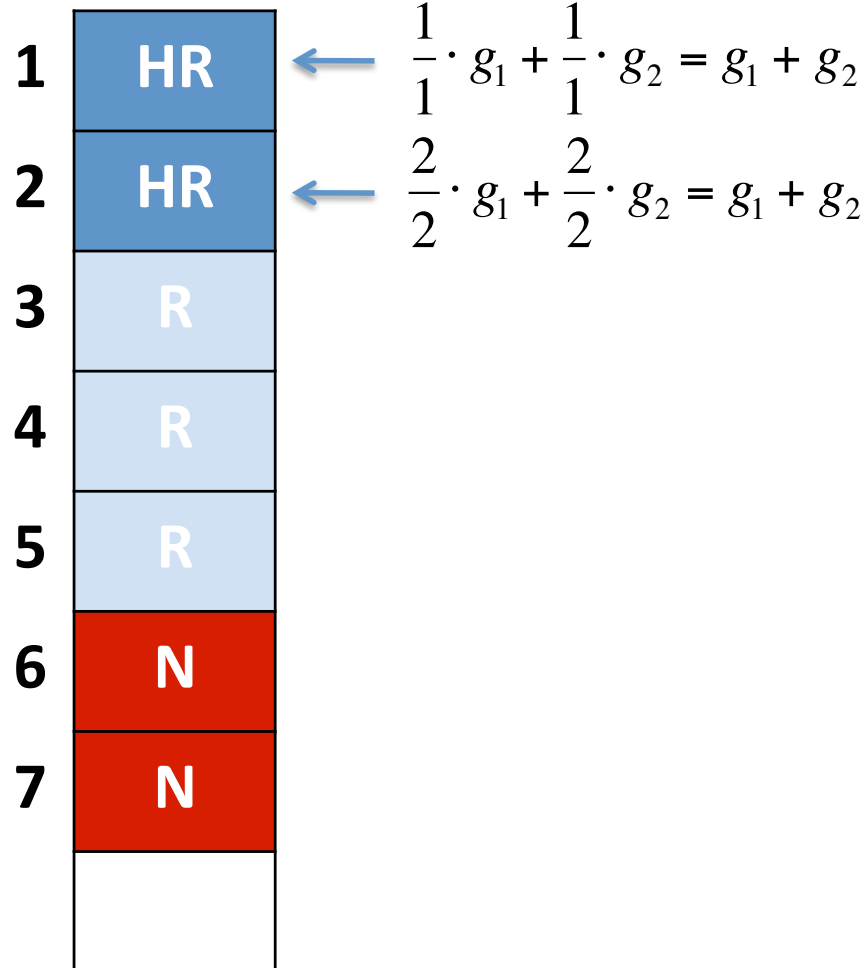 1 HR 1/1 · g₁ + 1/1 · g₂ = g₁ + g₂
2 HR 2/2 · g₁ + 2/2 · g₂ = g₁ + g₂
3 R
4 R
5 R
6 N
7 N